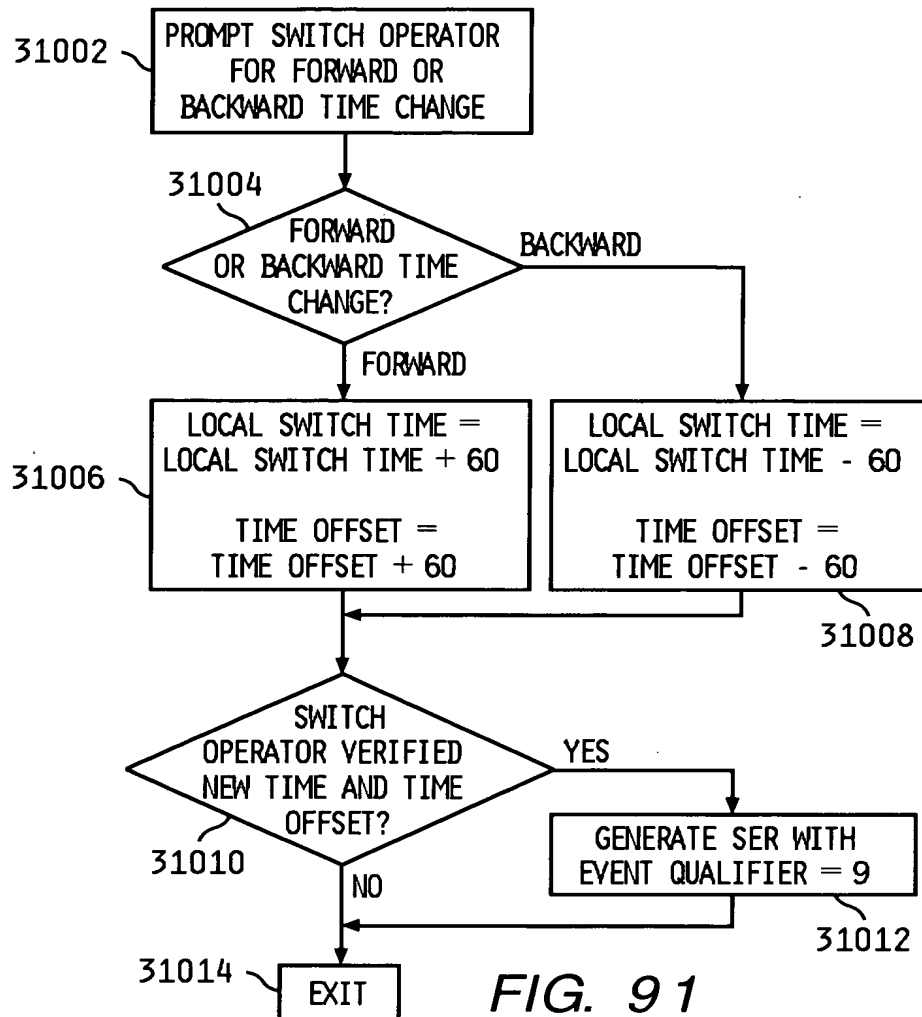 31002
PROMPT SWITCH OPERATOR
FOR FORWARD OR
BACKWARD TIME CHANGE
31004
FORWARD
OR BACKWARD TIME
CHANGE?
BACKWARD
FORWARD
31006
LOCAL SWITCH TIME =
LOCAL SWITCH TIME + 60
TIME OFFSET =
TIME OFFSET + 60
LOCAL SWITCH TIME =
LOCAL SWITCH TIME - 60
TIME OFFSET =
TIME OFFSET - 60
31008
SWITCH
OPERATOR VERIFIED
NEW TIME AND TIME
OFFSET?
31010
YES
NO
GENERATE SER WITH
EVENT QUALIFIER = 9
31012
31014
EXIT
FIG. 91